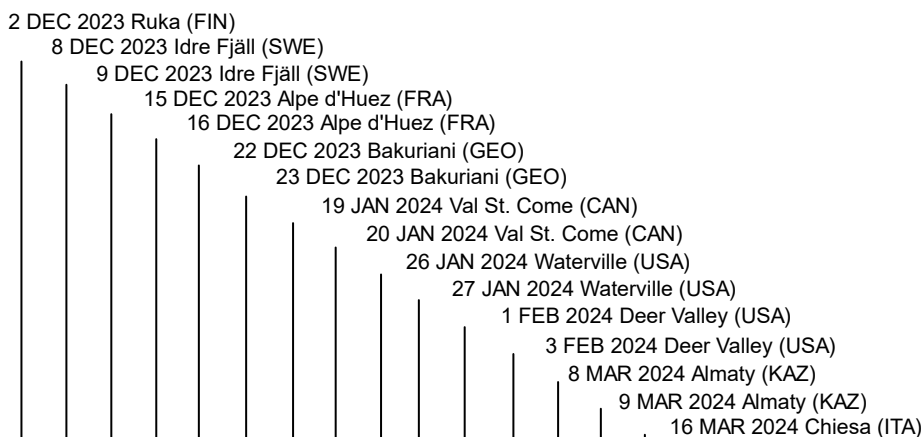 2 DEC 2023 Ruka (FIN)
8 DEC 2023 Idre Fjäll (SWE)
9 DEC 2023 Idre Fjäll (SWE)
15 DEC 2023 Alpe d'Huez (FRA)
16 DEC 2023 Alpe d'Huez (FRA)
22 DEC 2023 Bakuriani (GEO)
23 DEC 2023 Bakuriani (GEO)
19 JAN 2024 Val St. Come (CAN)
20 JAN 2024 Val St. Come (CAN)
26 JAN 2024 Waterville (USA)
27 JAN 2024 Waterville (USA)
1 FEB 2024 Deer Valley (USA)
3 FEB 2024 Deer Valley (USA)
8 MAR 2024 Almaty (KAZ)
9 MAR 2024 Almaty (KAZ)
16 MAR 2024 Chiesa (ITA)